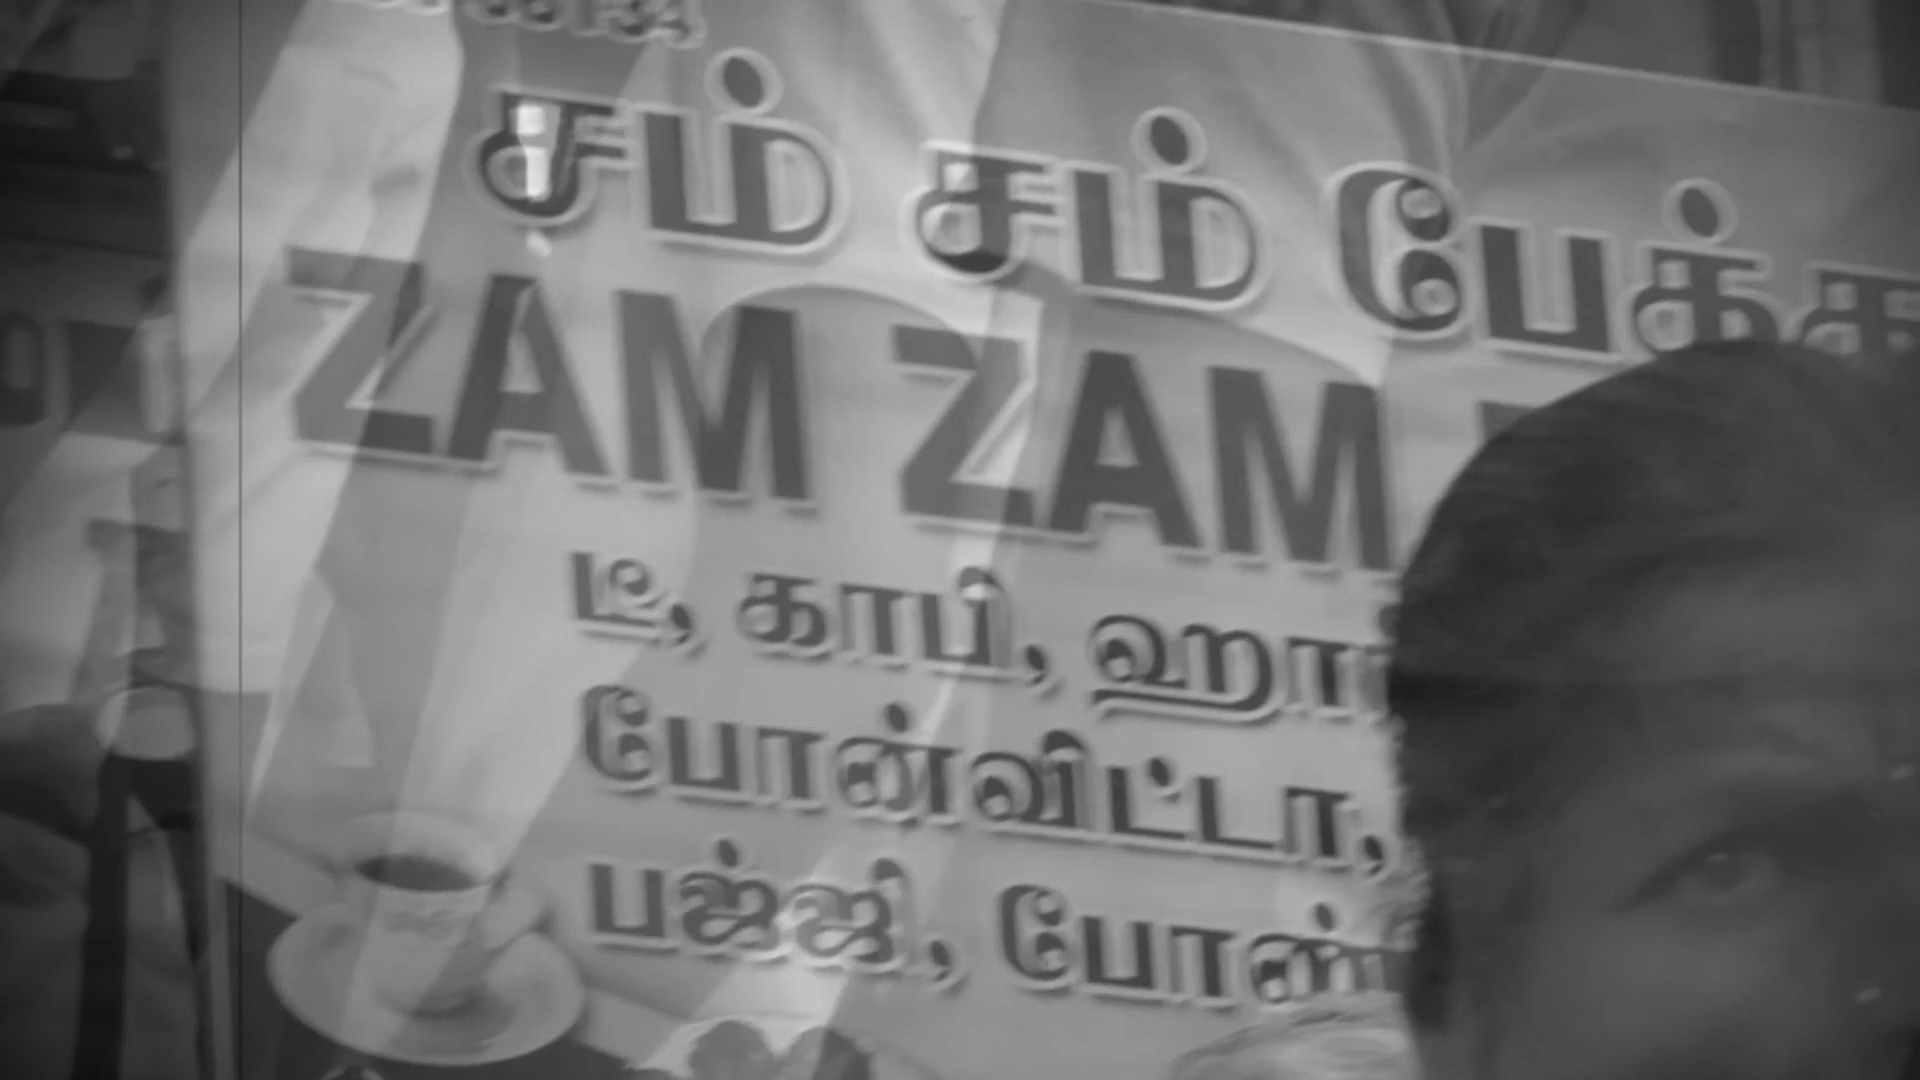 சம் சம் பேக்க
ZAM ZAM
டீ, காபி, ஹார
போன்விட்டா,
பஜ்ஜி, போண்